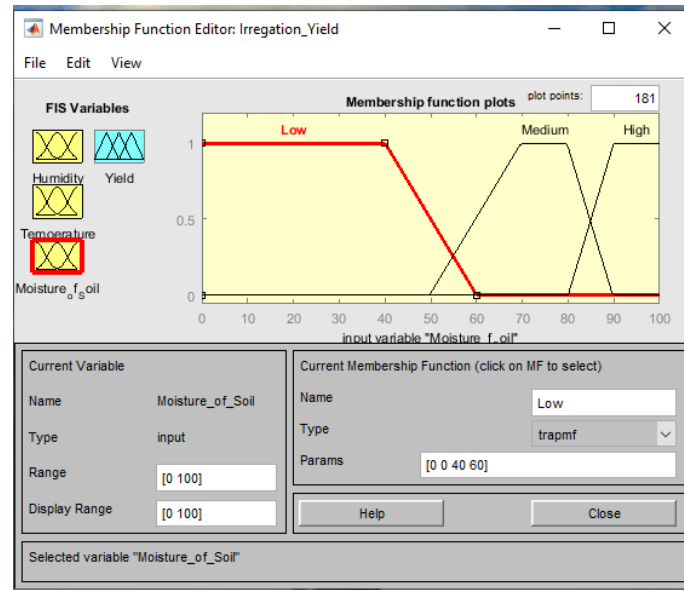 Membership Function Editor: Irregation_Yield
File Edit View
FIS Variables
Membership function plots
plot points:
181
Humidity
Yield
Temoerature
Moisture_of_Soil
Low
Medium
High
1
0.5
0
0 10 20 30 40 50 60 70 80 90 100
input variable "Moisture_f_oil"
Current Variable
Name Moisture_of_Soil
Type input
Range [0 100]
Display Range [0 100]
Current Membership Function (click on MF to select)
Name Low
Type trapmf
Params [0 0 40 60]
Help Close
Selected variable "Moisture_of_Soil"